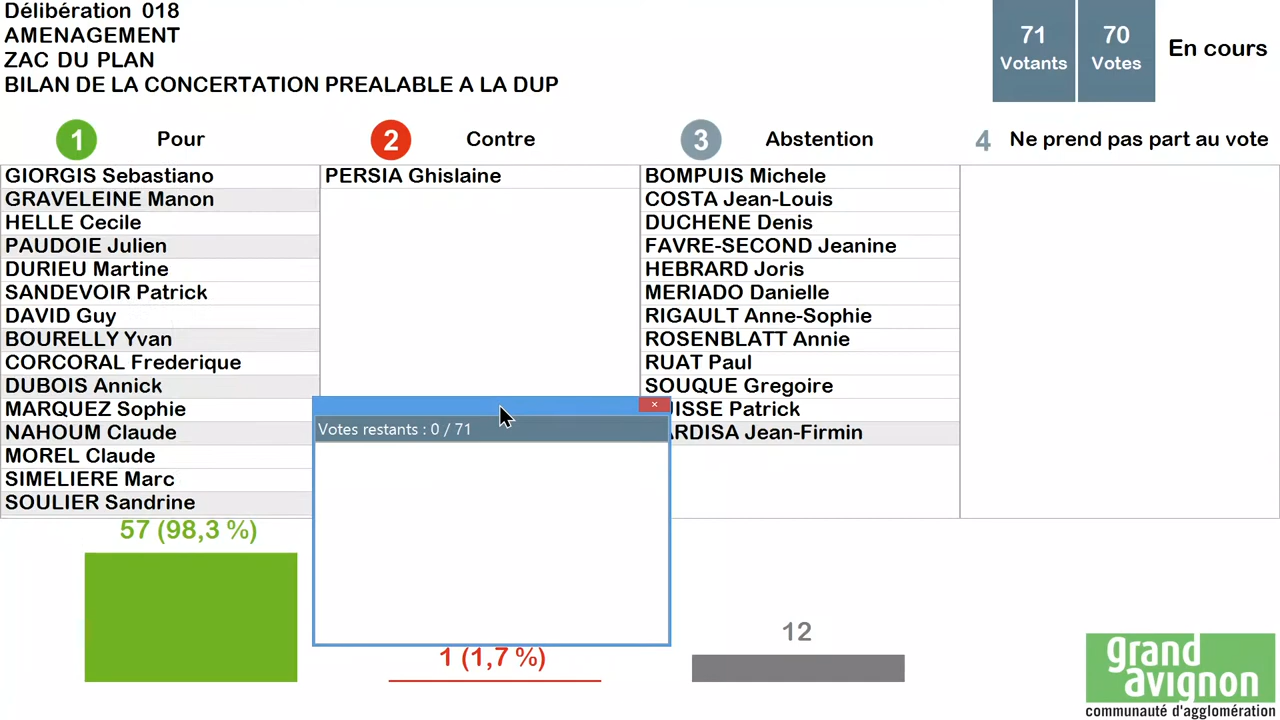 Délibération 018
AMENAGEMENT
ZAC DU PLAN
BILAN DE LA CONCERTATION PREALABLE A LA DUP
71
Votants
70
Votes
En cours
1 Pour
2 Contre
3 Abstention
4 Ne prend pas part au vote
GIORGIS Sebastiano
GRAVELEINE Manon
HELLE Cecile
PAUDOIE Julien
DURIEU Martine
SANDEVOIR Patrick
DAVID Guy
BOURELLY Yvan
CORCORAL Frederique
DUBOIS Annick
MARQUEZ Sophie
NAHOUM Claude
MOREL Claude
SIMELIERE Marc
SOULIER Sandrine
PERSIA Ghislaine
BOMPUIS Michele
COSTA Jean-Louis
DUCHENE Denis
FAVRE-SECOND Jeanine
HEBRARD Joris
MERIADO Danielle
RIGAULT Anne-Sophie
ROSENBLATT Annie
RUAT Paul
SOUQUE Gregoire
Patrick
Jean-Firmin
Votes restants : 0 / 71
57 (98,3 %)
1 (1,7 %)
12
grand
avignon
communauté d'agglomération